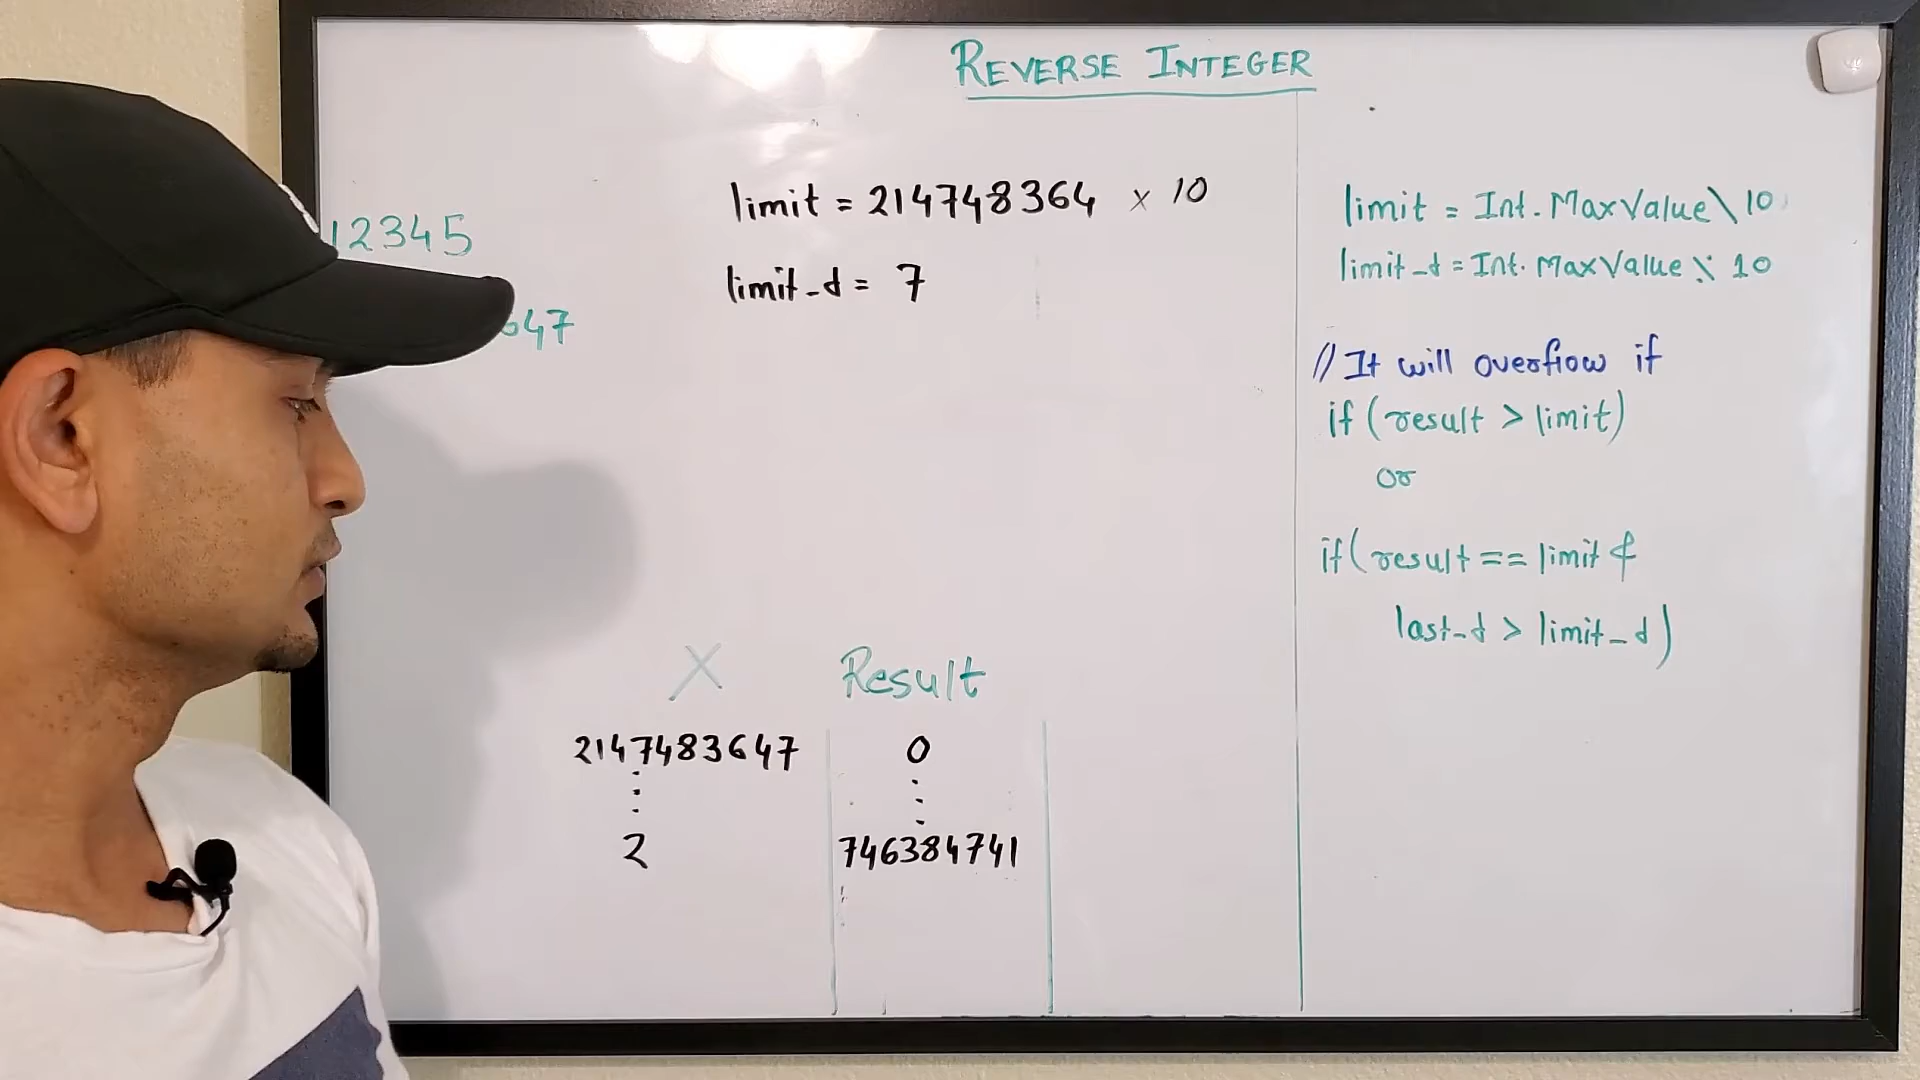 REVERSE INTEGER
12345
647
limit = 214748364 × 10
limit_d = 7
X Result
2147483647 0
2 746384741
limit = Int.MaxValue\10
limit_d = Int.MaxValue % 10
// It will overflow if
if (result > limit)
or
if (result == limit &
last_d > limit_d)